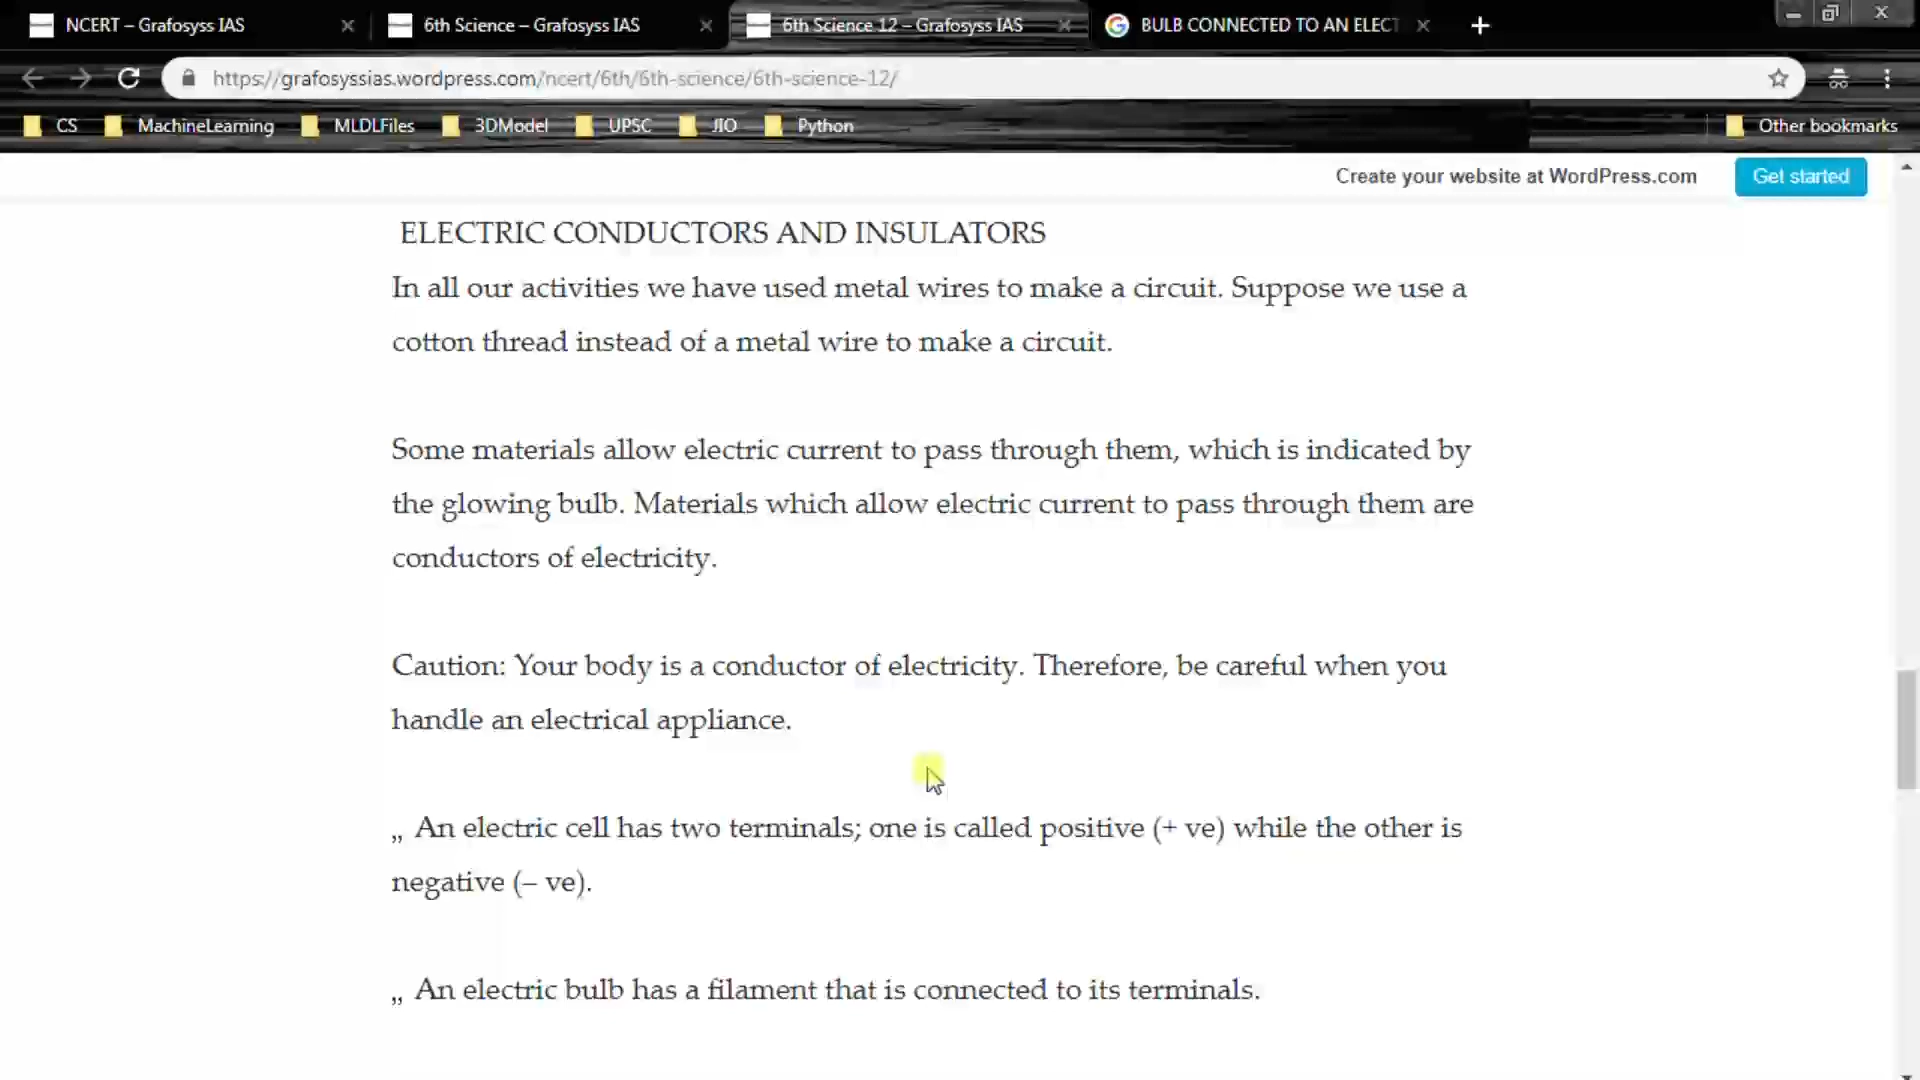 NCERT – Grafosyss IAS
6th Science – Grafosyss IAS
6th Science 12 – Grafosyss IAS
BULB CONNECTED TO AN ELECT
https://grafosyssias.wordpress.com/ncert/6th/6th-science/6th-science-12/
CS MachineLearning MLDLFiles 3DModel UPSC JIO Python Other bookmarks
Create your website at WordPress.com Get started
ELECTRIC CONDUCTORS AND INSULATORS
In all our activities we have used metal wires to make a circuit. Suppose we use a
cotton thread instead of a metal wire to make a circuit.
Some materials allow electric current to pass through them, which is indicated by
the glowing bulb. Materials which allow electric current to pass through them are
conductors of electricity.
Caution: Your body is a conductor of electricity. Therefore, be careful when you
handle an electrical appliance.
„ An electric cell has two terminals; one is called positive (+ ve) while the other is
negative (– ve).
„ An electric bulb has a filament that is connected to its terminals.